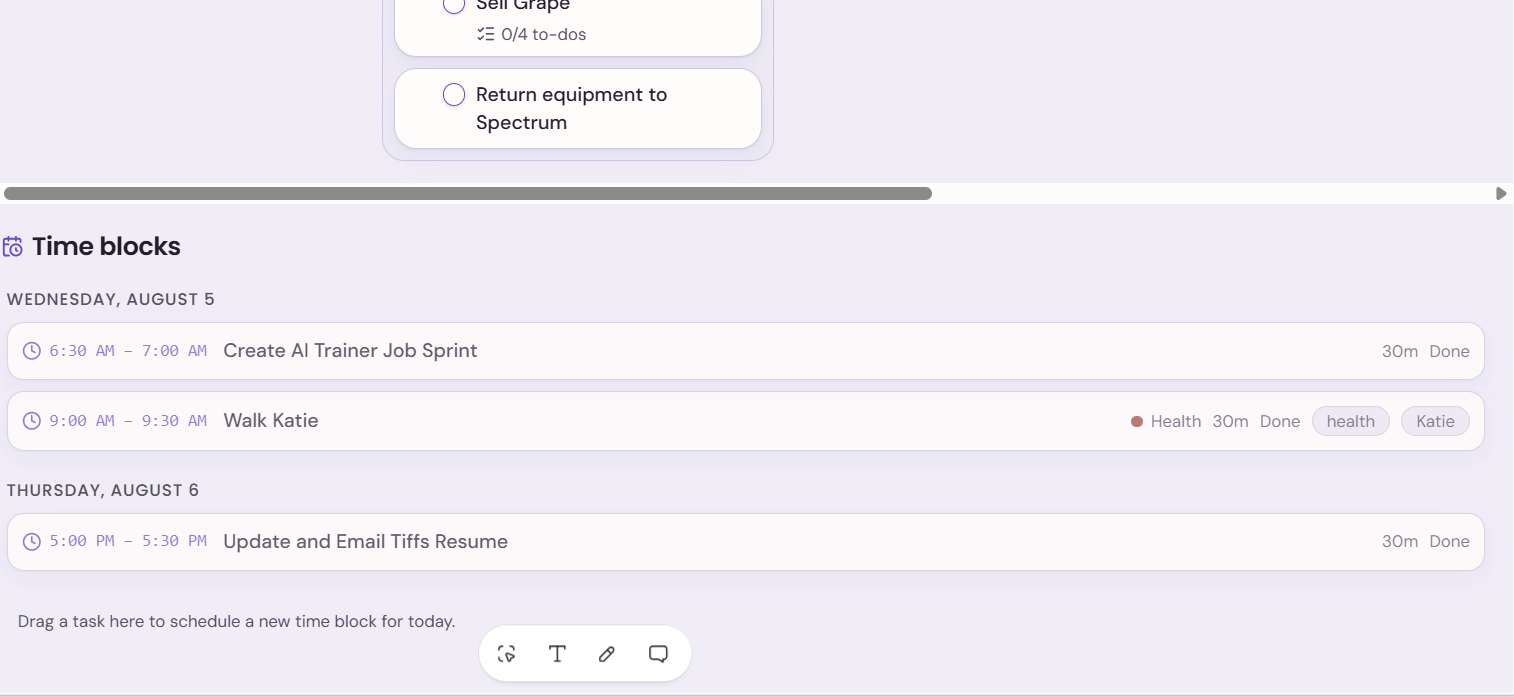 Sell Grape
0/4 to-dos
Return equipment to
Spectrum
Time blocks
WEDNESDAY, AUGUST 5
6:30 AM – 7:00 AM Create AI Trainer Job Sprint 30m Done
9:00 AM – 9:30 AM Walk Katie Health 30m Done health Katie
THURSDAY, AUGUST 6
5:00 PM – 5:30 PM Update and Email Tiffs Resume 30m Done
Drag a task here to schedule a new time block for today.